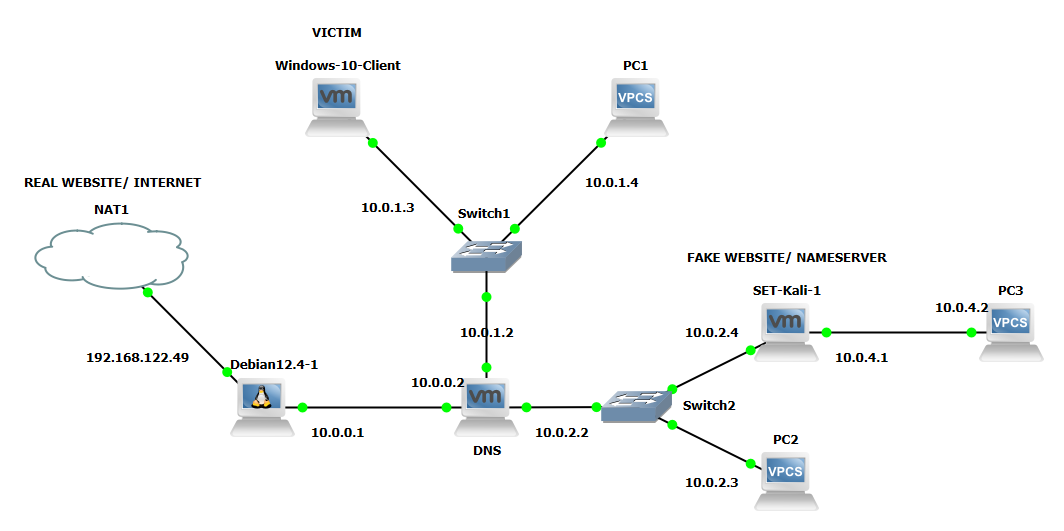 VICTIM
Windows-10-Client
PC1
vm
VPCS
10.0.1.3
10.0.1.4
REAL WEBSITE/ INTERNET
NAT1
Switch1
FAKE WEBSITE/ NAMESERVER
SET-Kali-1
PC3
10.0.4.2
vm
VPCS
10.0.1.2
10.0.2.4
10.0.4.1
192.168.122.49
Debian12.4-1
10.0.0.2
vm
Switch2
10.0.0.1
10.0.2.2
DNS
PC2
VPCS
10.0.2.3